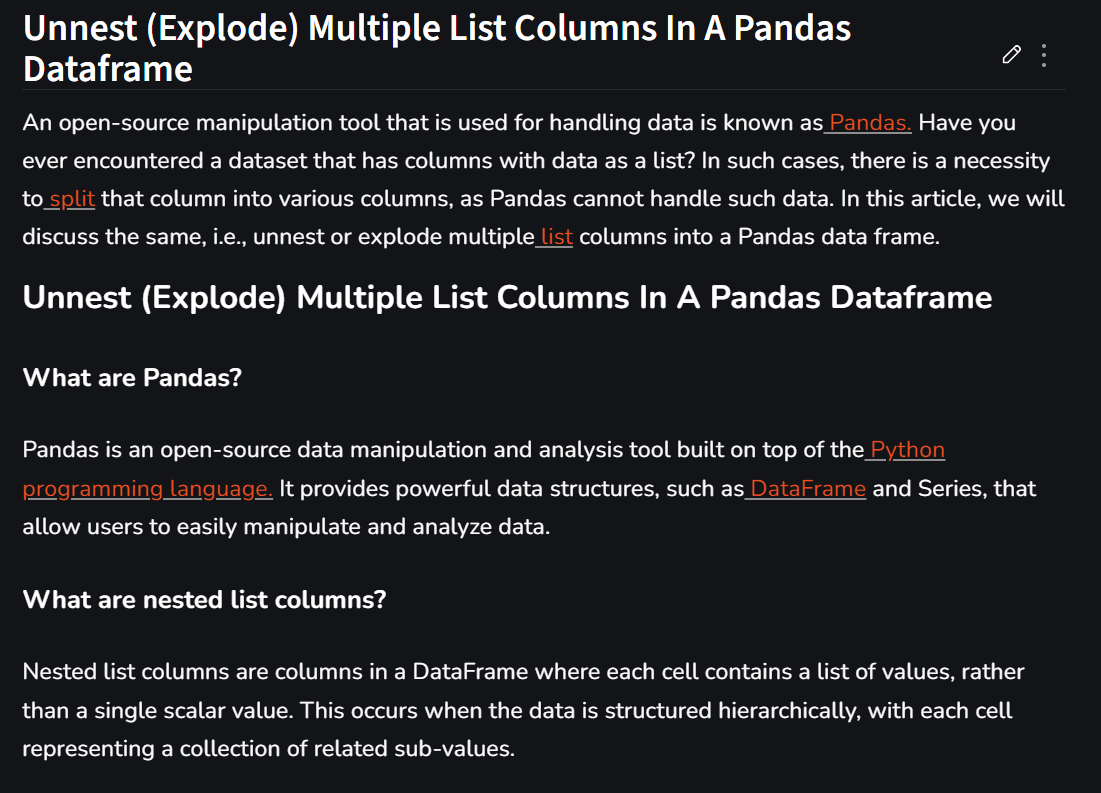 Unnest (Explode) Multiple List Columns In A Pandas
Dataframe
An open-source manipulation tool that is used for handling data is known as Pandas. Have you
ever encountered a dataset that has columns with data as a list? In such cases, there is a necessity
to split that column into various columns, as Pandas cannot handle such data. In this article, we will
discuss the same, i.e., unnest or explode multiple list columns into a Pandas data frame.
Unnest (Explode) Multiple List Columns In A Pandas Dataframe
What are Pandas?
Pandas is an open-source data manipulation and analysis tool built on top of the Python
programming language. It provides powerful data structures, such as DataFrame and Series, that
allow users to easily manipulate and analyze data.
What are nested list columns?
Nested list columns are columns in a DataFrame where each cell contains a list of values, rather
than a single scalar value. This occurs when the data is structured hierarchically, with each cell
representing a collection of related sub-values.